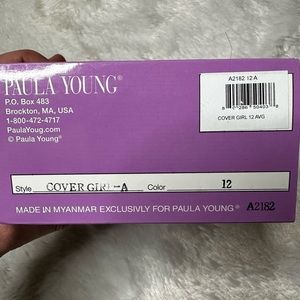 PAULA YOUNG®
P.O. Box 483
Brockton, MA, USA
1-800-472-4717
PaulaYoug.com
© Paula Young®
A2182 12 A
COVER GIRL 12 AVG
Style COVER GIRL-A Color 12
MADE IN MYANMAR EXCLUSIVLY FOR PAULA YOUNG® A2182